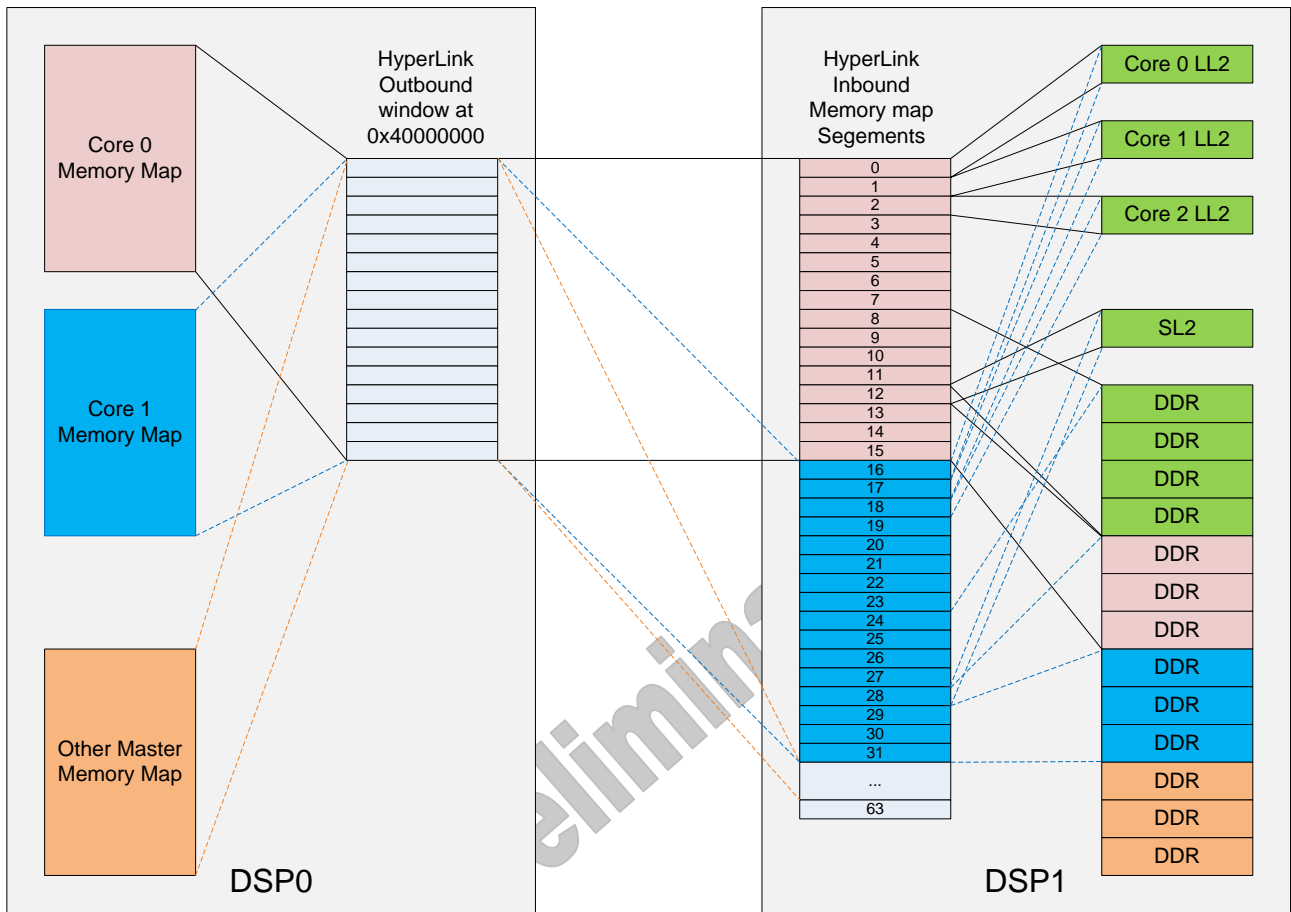 Core 0
Memory Map
Core 1
Memory Map
Other Master
Memory Map
HyperLink
Outbound
window at
0x40000000
DSP0
HyperLink
Inbound
Memory map
Segements
0
1
2
3
4
5
6
7
8
9
10
11
12
13
14
15
16
17
18
19
20
21
22
23
24
25
26
27
28
29
30
31
...
63
Core 0 LL2
Core 1 LL2
Core 2 LL2
SL2
DDR
DDR
DDR
DDR
DDR
DDR
DDR
DDR
DDR
DDR
DDR
DDR
DDR
DSP1
elimina